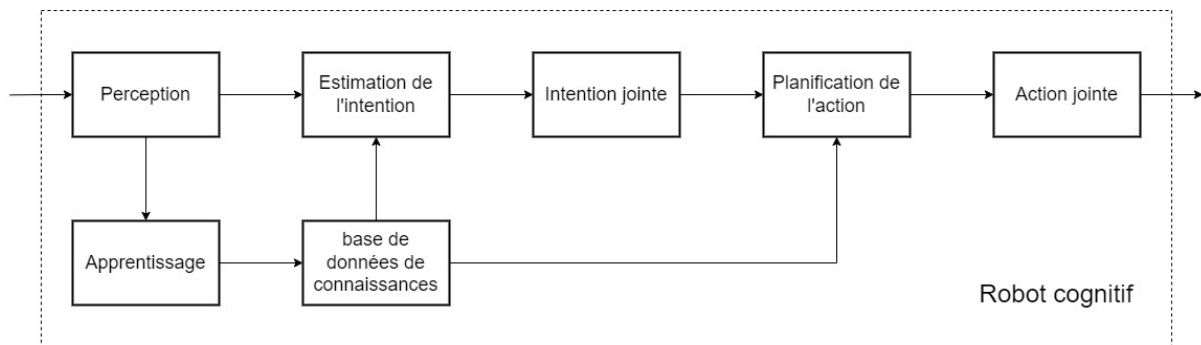 Perception
Estimation de
l'intention
Intention jointe
Planification de
l'action
Action jointe
Apprentissage
base de
données de
connaissances
Robot cognitif